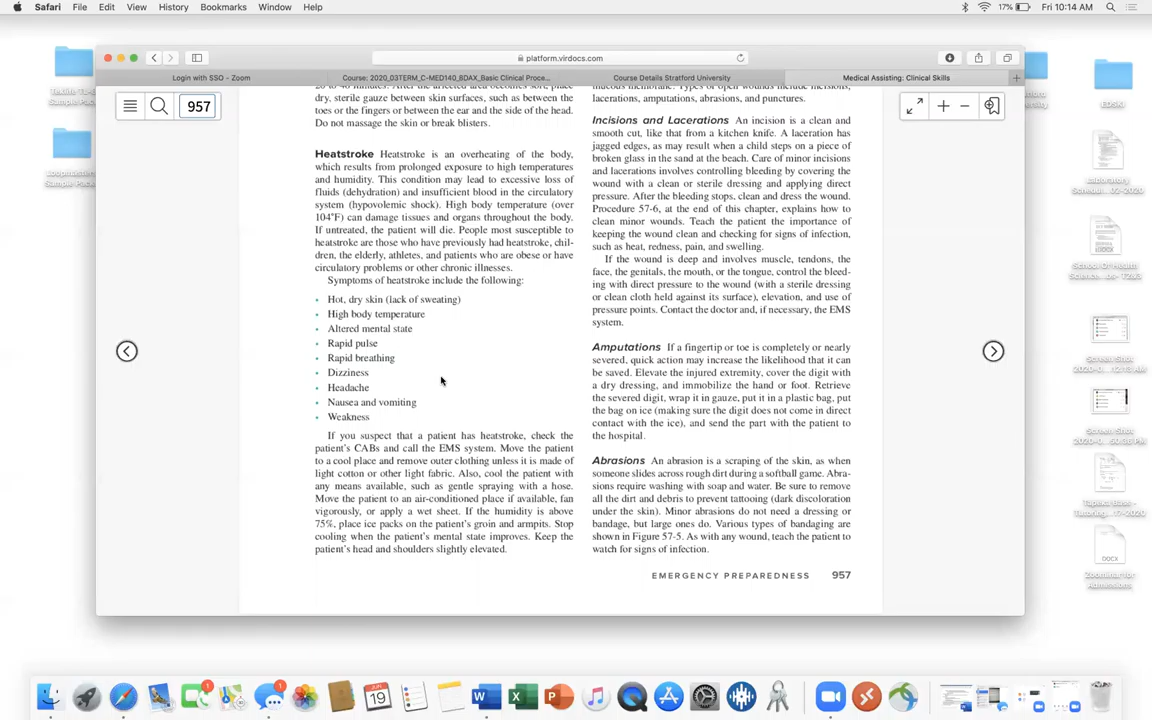 Safari File Edit View History Bookmarks Window Help
17% Fri 10:14 AM
platform.virdocs.com
Login with SSO - Zoom
Course: 2020_03TERM_C-MED140_8DAX_Basic Clinical Proce...
Course Details Stratford University
Medical Assisting: Clinical Skills
957
dry, sterile gauze between skin surfaces, such as between the
toes or the fingers or between the ear and the side of the head.
Do not massage the skin or break blisters.
Heatstroke Heatstroke is an overheating of the body,
which results from prolonged exposure to high temperatures
and humidity. This condition may lead to excessive loss of
fluids (dehydration) and insufficient blood in the circulatory
system (hypovolemic shock). High body temperature (over
104°F) can damage tissues and organs throughout the body.
If untreated, the patient will die. People most susceptible to
heatstroke are those who have previously had heatstroke, chil-
dren, the elderly, athletes, and patients who are obese or have
circulatory problems or other chronic illnesses.
Symptoms of heatstroke include the following:
• Hot, dry skin (lack of sweating)
• High body temperature
• Altered mental state
• Rapid pulse
• Rapid breathing
• Dizziness
• Headache
• Nausea and vomiting
• Weakness
If you suspect that a patient has heatstroke, check the
patient's CABs and call the EMS system. Move the patient
to a cool place and remove outer clothing unless it is made of
light cotton or other light fabric. Also, cool the patient with
any means available, such as gentle spraying with a hose.
Move the patient to an air-conditioned place if available, fan
vigorously, or apply a wet sheet. If the humidity is above
75%, place ice packs on the patient's groin and armpits. Stop
cooling when the patient's mental state improves. Keep the
patient's head and shoulders slightly elevated.
lacerations, amputations, abrasions, and punctures.
Incisions and Lacerations An incision is a clean and
smooth cut, like that from a kitchen knife. A laceration has
jagged edges, as may result when a child steps on a piece of
broken glass in the sand at the beach. Care of minor incisions
and lacerations involves controlling bleeding by covering the
wound with a clean or sterile dressing and applying direct
pressure. After the bleeding stops, clean and dress the wound.
Procedure 57-6, at the end of this chapter, explains how to
clean minor wounds. Teach the patient the importance of
keeping the wound clean and checking for signs of infection,
such as heat, redness, pain, and swelling.
If the wound is deep and involves muscle, tendons, the
face, the genitals, the mouth, or the tongue, control the bleed-
ing with direct pressure to the wound (with a sterile dressing
or clean cloth held against its surface), elevation, and use of
pressure points. Contact the doctor and, if necessary, the EMS
system.
Amputations If a fingertip or toe is completely or nearly
severed, quick action may increase the likelihood that it can
be saved. Elevate the injured extremity, cover the digit with
a dry dressing, and immobilize the hand or foot. Retrieve
the severed digit, wrap it in gauze, put it in a plastic bag, put
the bag on ice (making sure the digit does not come in direct
contact with the ice), and send the part with the patient to
the hospital.
Abrasions An abrasion is a scraping of the skin, as when
someone slides across rough dirt during a softball game. Abra-
sions require washing with soap and water. Be sure to remove
all the dirt and debris to prevent tattooing (dark discoloration
under the skin). Minor abrasions do not need a dressing or
bandage, but large ones do. Various types of bandaging are
shown in Figure 57-5. As with any wound, teach the patient to
watch for signs of infection.
EMERGENCY PREPAREDNESS 957
EDSKI
Screen Shot
Screen Shot
DOCX
JUN
19
1
1